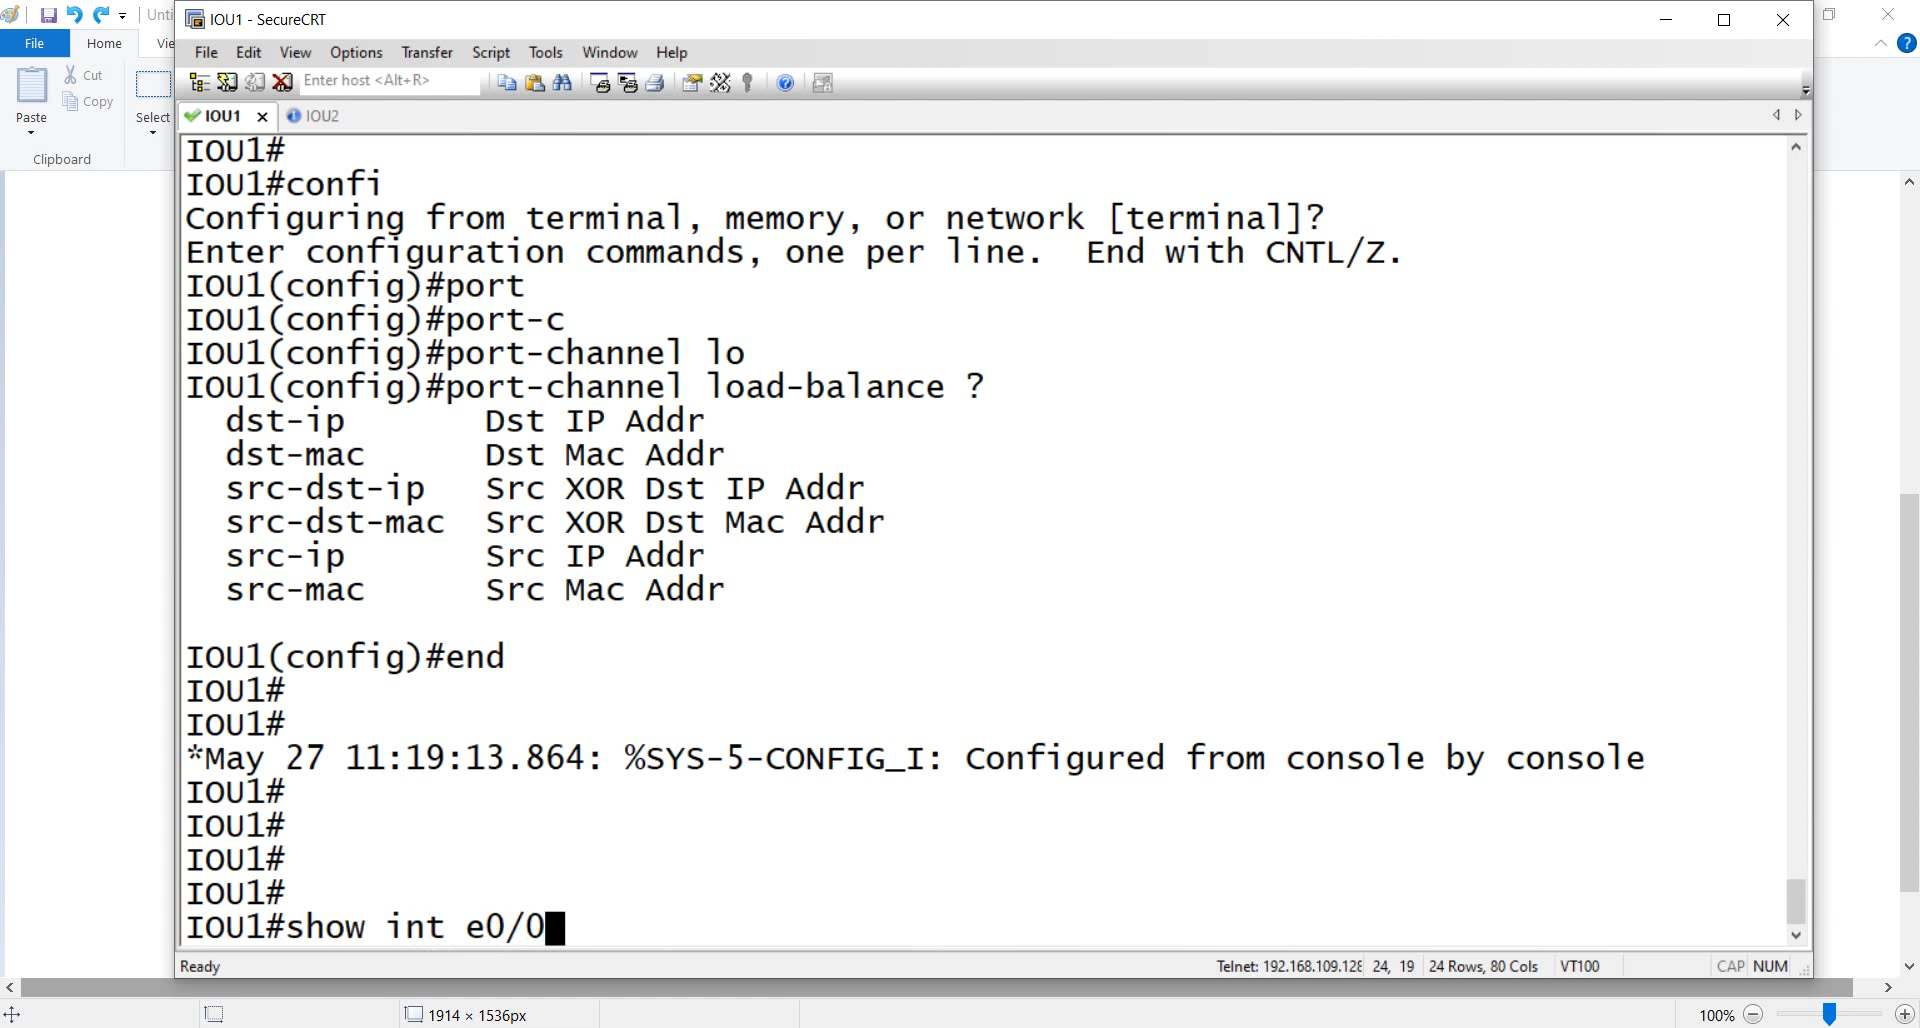 Unti
IOU1 - SecureCRT
File
Home
Vie
Cut
Copy
Paste
Select
Clipboard
File Edit View Options Transfer Script Tools Window Help
Enter host <Alt+R>
IOU1
IOU2
IOU1#
IOU1#confi
Configuring from terminal, memory, or network [terminal]?
Enter configuration commands, one per line.  End with CNTL/Z.
IOU1(config)#port
IOU1(config)#port-c
IOU1(config)#port-channel lo
IOU1(config)#port-channel load-balance ?
  dst-ip       Dst IP Addr
  dst-mac      Dst Mac Addr
  src-dst-ip   Src XOR Dst IP Addr
  src-dst-mac  Src XOR Dst Mac Addr
  src-ip       Src IP Addr
  src-mac      Src Mac Addr
IOU1(config)#end
IOU1#
IOU1#
*May 27 11:19:13.864: %SYS-5-CONFIG_I: Configured from console by console
IOU1#
IOU1#
IOU1#
IOU1#
IOU1#show int e0/0
Ready
Telnet: 192.168.109.128 24, 19 24 Rows, 80 Cols VT100 CAP NUM
1914 × 1536px
100%